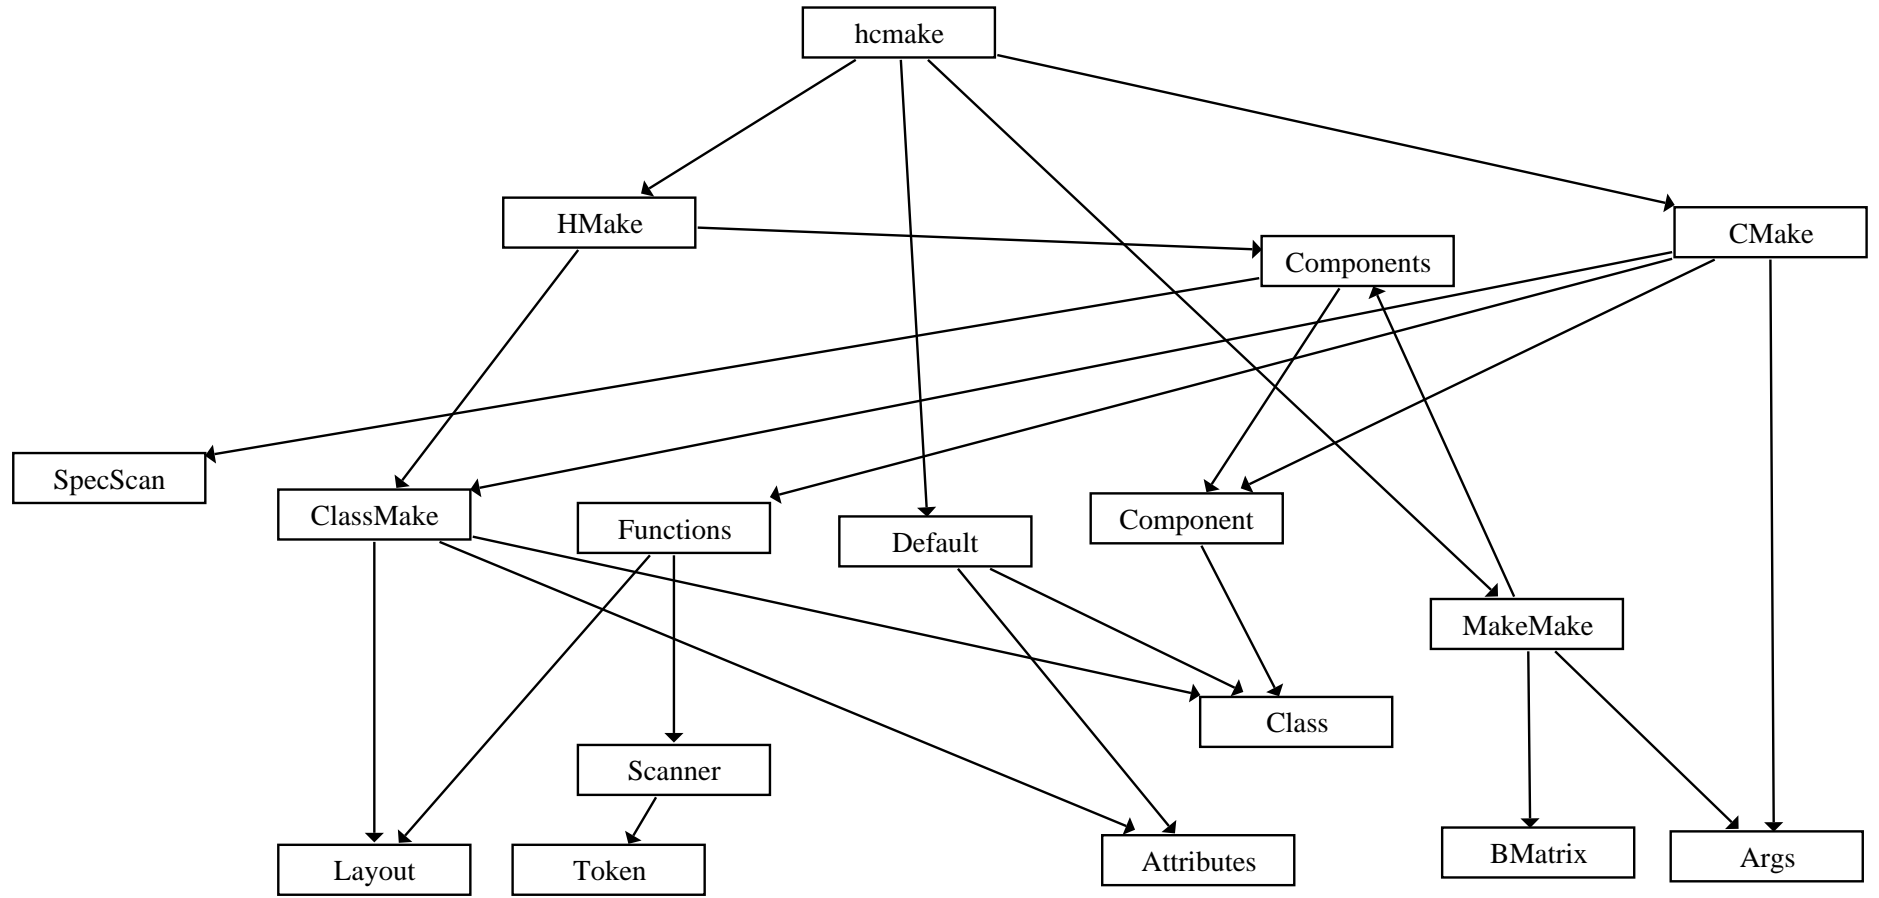 hcmake
HMake
CMake
Components
SpecScan
ClassMake
Functions
Component
Default
MakeMake
Class
Scanner
BMatrix
Args
Attributes
Layout
Token